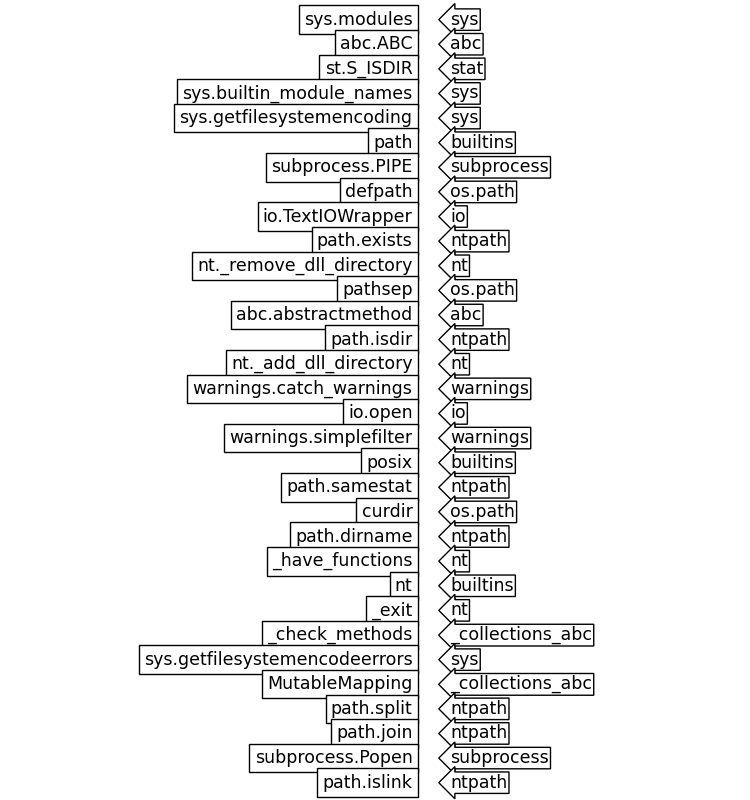 sys.modules sys
abc.ABC abc
st.S_ISDIR stat
sys.builtin_module_names sys
sys.getfilesystemencoding sys
path builtins
subprocess.PIPE subprocess
defpath os.path
io.TextIOWrapper io
path.exists ntpath
nt._remove_dll_directory nt
pathsep os.path
abc.abstractmethod abc
path.isdir ntpath
nt._add_dll_directory nt
warnings.catch_warnings warnings
io.open io
warnings.simplefilter warnings
posix builtins
path.samestat ntpath
curdir os.path
path.dirname ntpath
_have_functions nt
nt builtins
_exit nt
_check_methods _collections_abc
sys.getfilesystemencodeerrors sys
MutableMapping _collections_abc
path.split ntpath
path.join ntpath
subprocess.Popen subprocess
path.islink ntpath